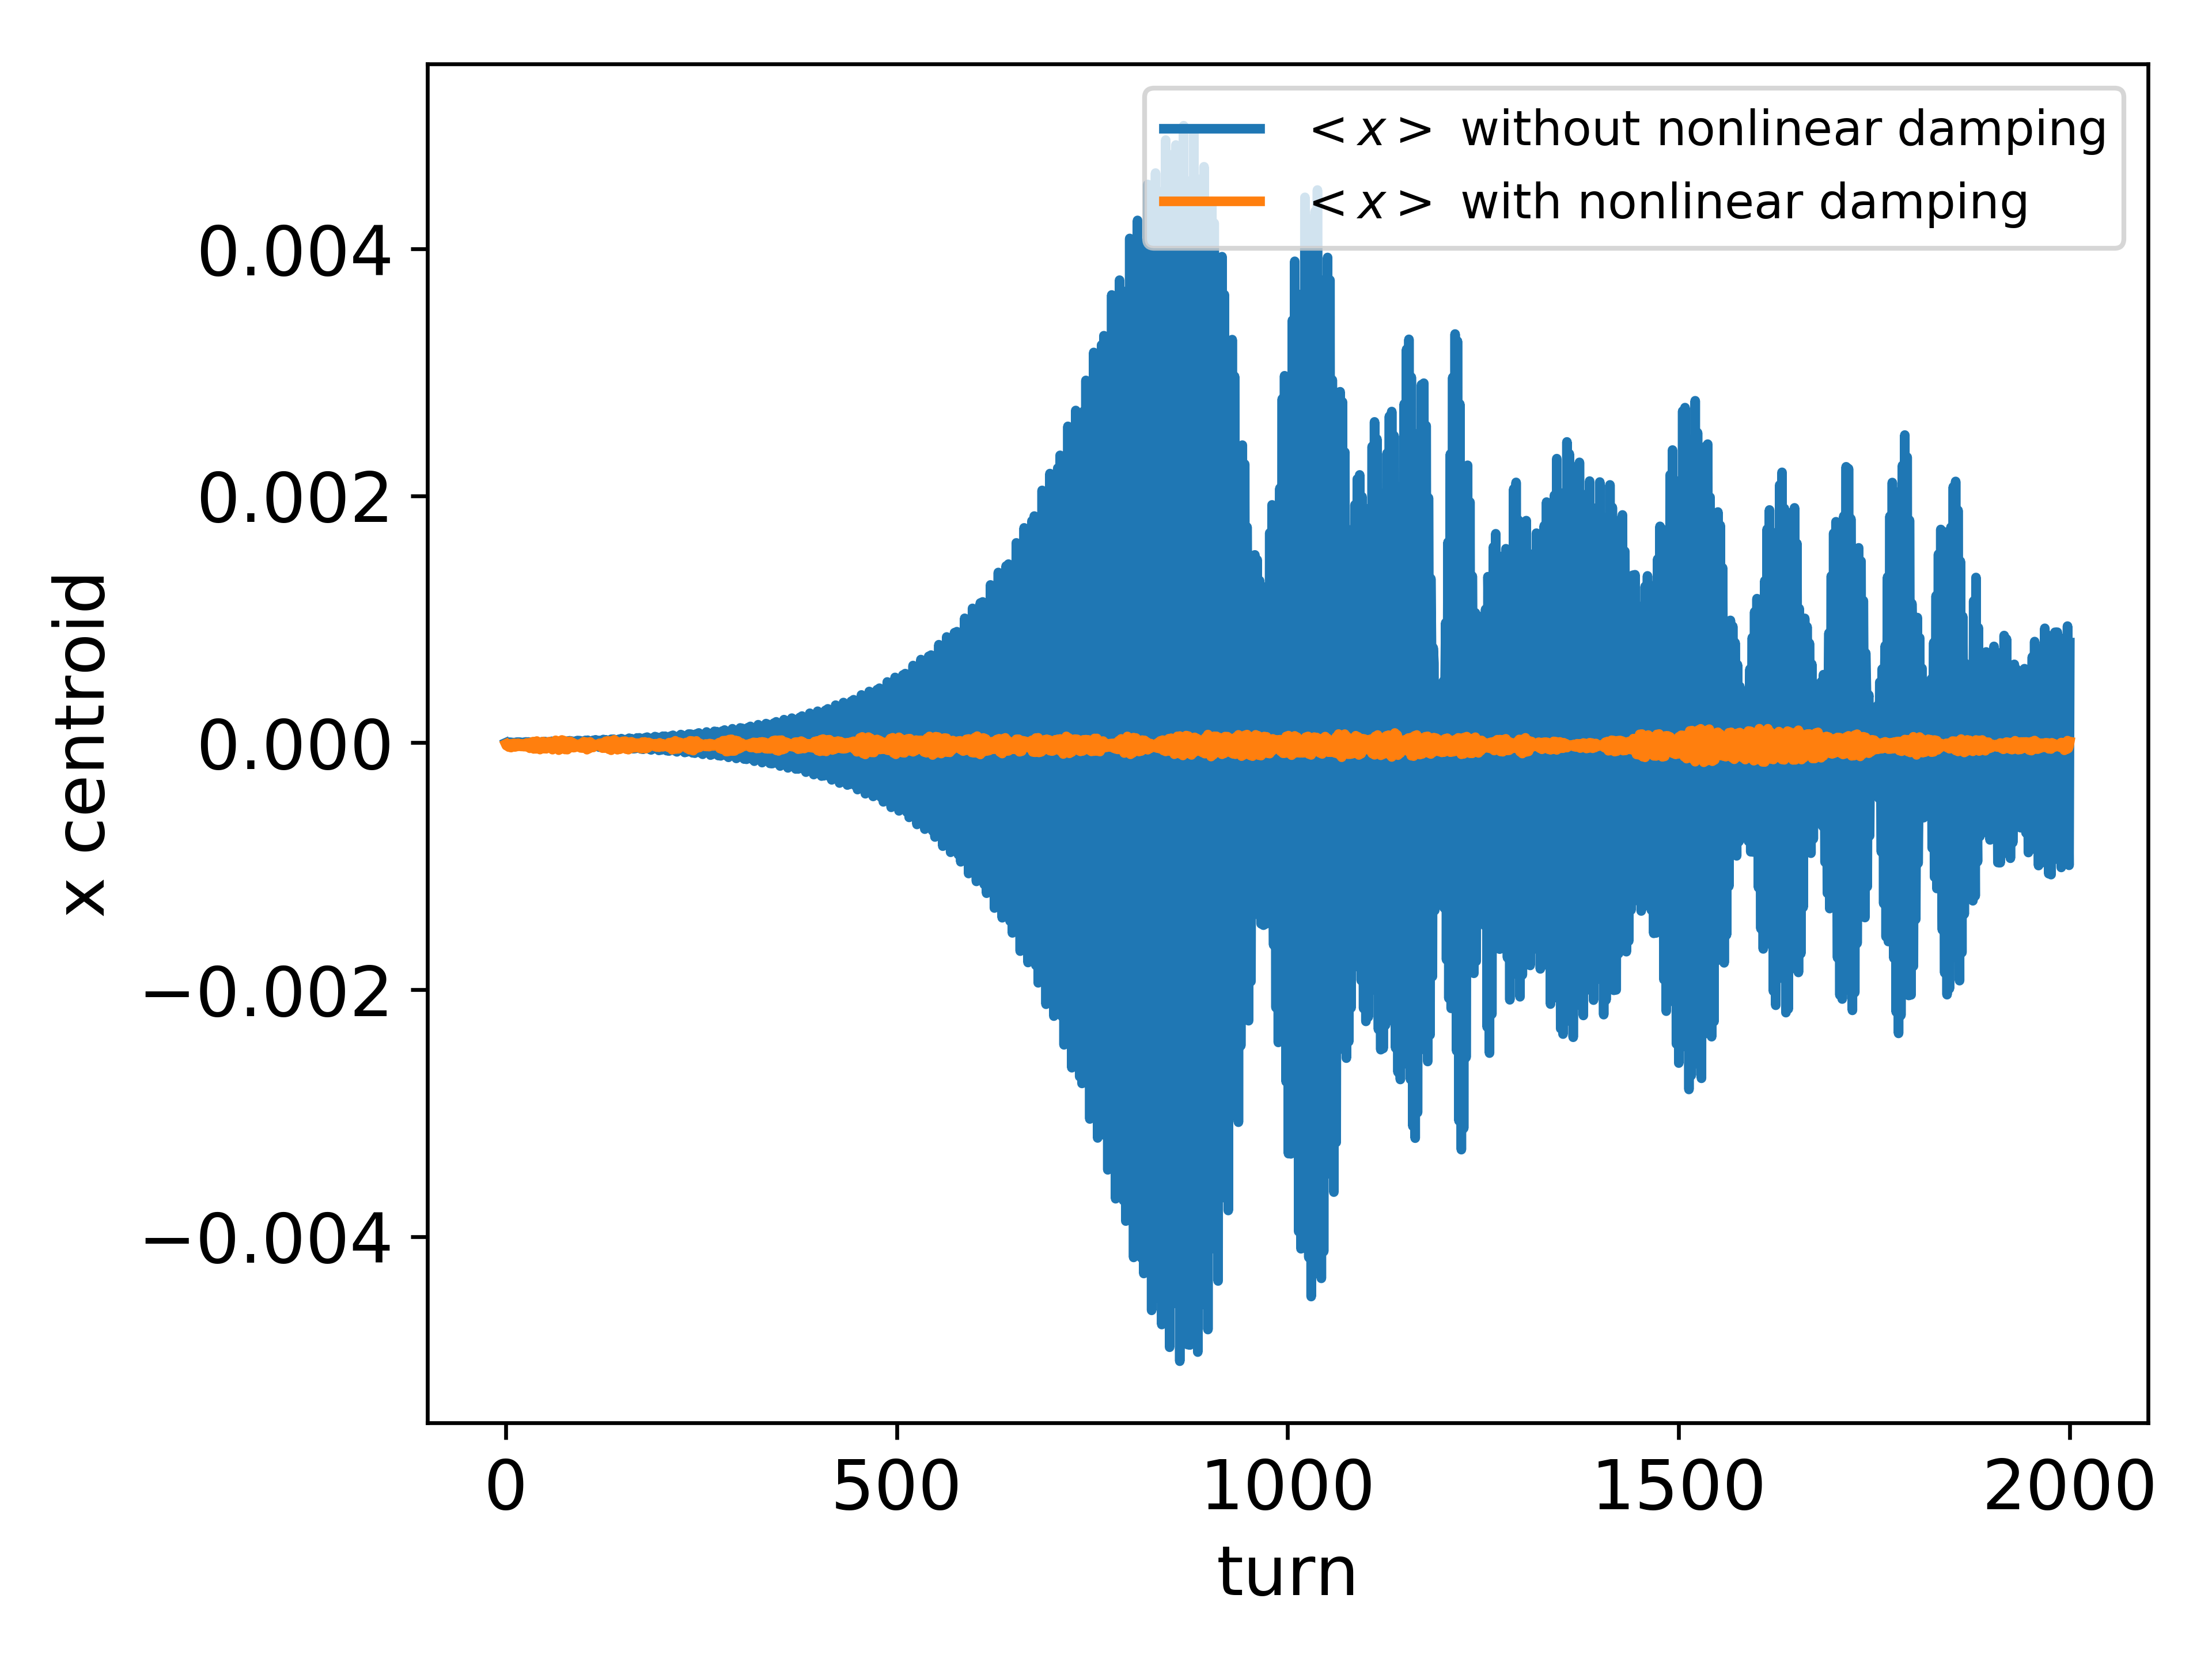 < x > without nonlinear damping
< x > with nonlinear damping
0.004
0.002
0.000
−0.002
−0.004
x centroid
0 500 1000 1500 2000
turn